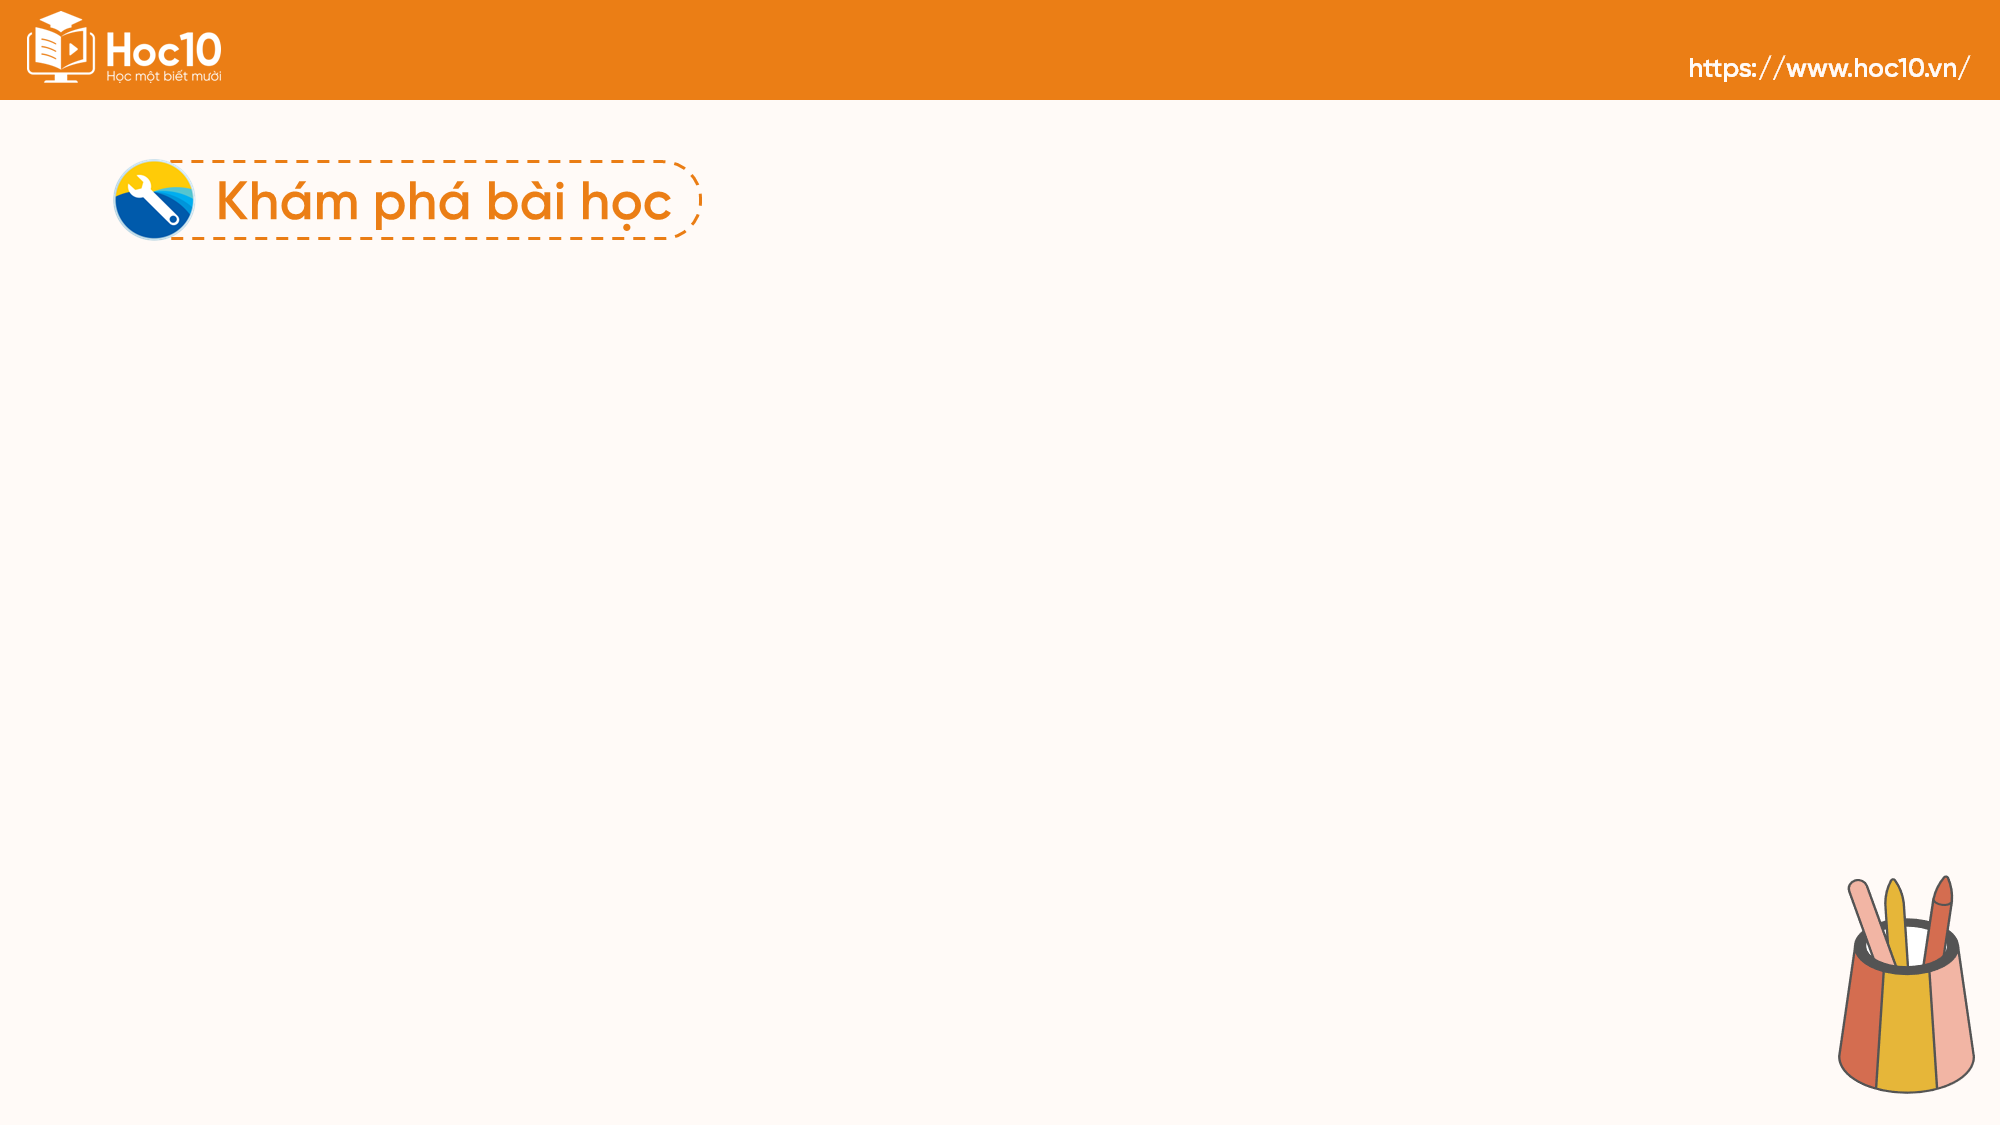 Hoc10
Học một biết mười
https://www.hoc10.vn/
Khám phá bài học